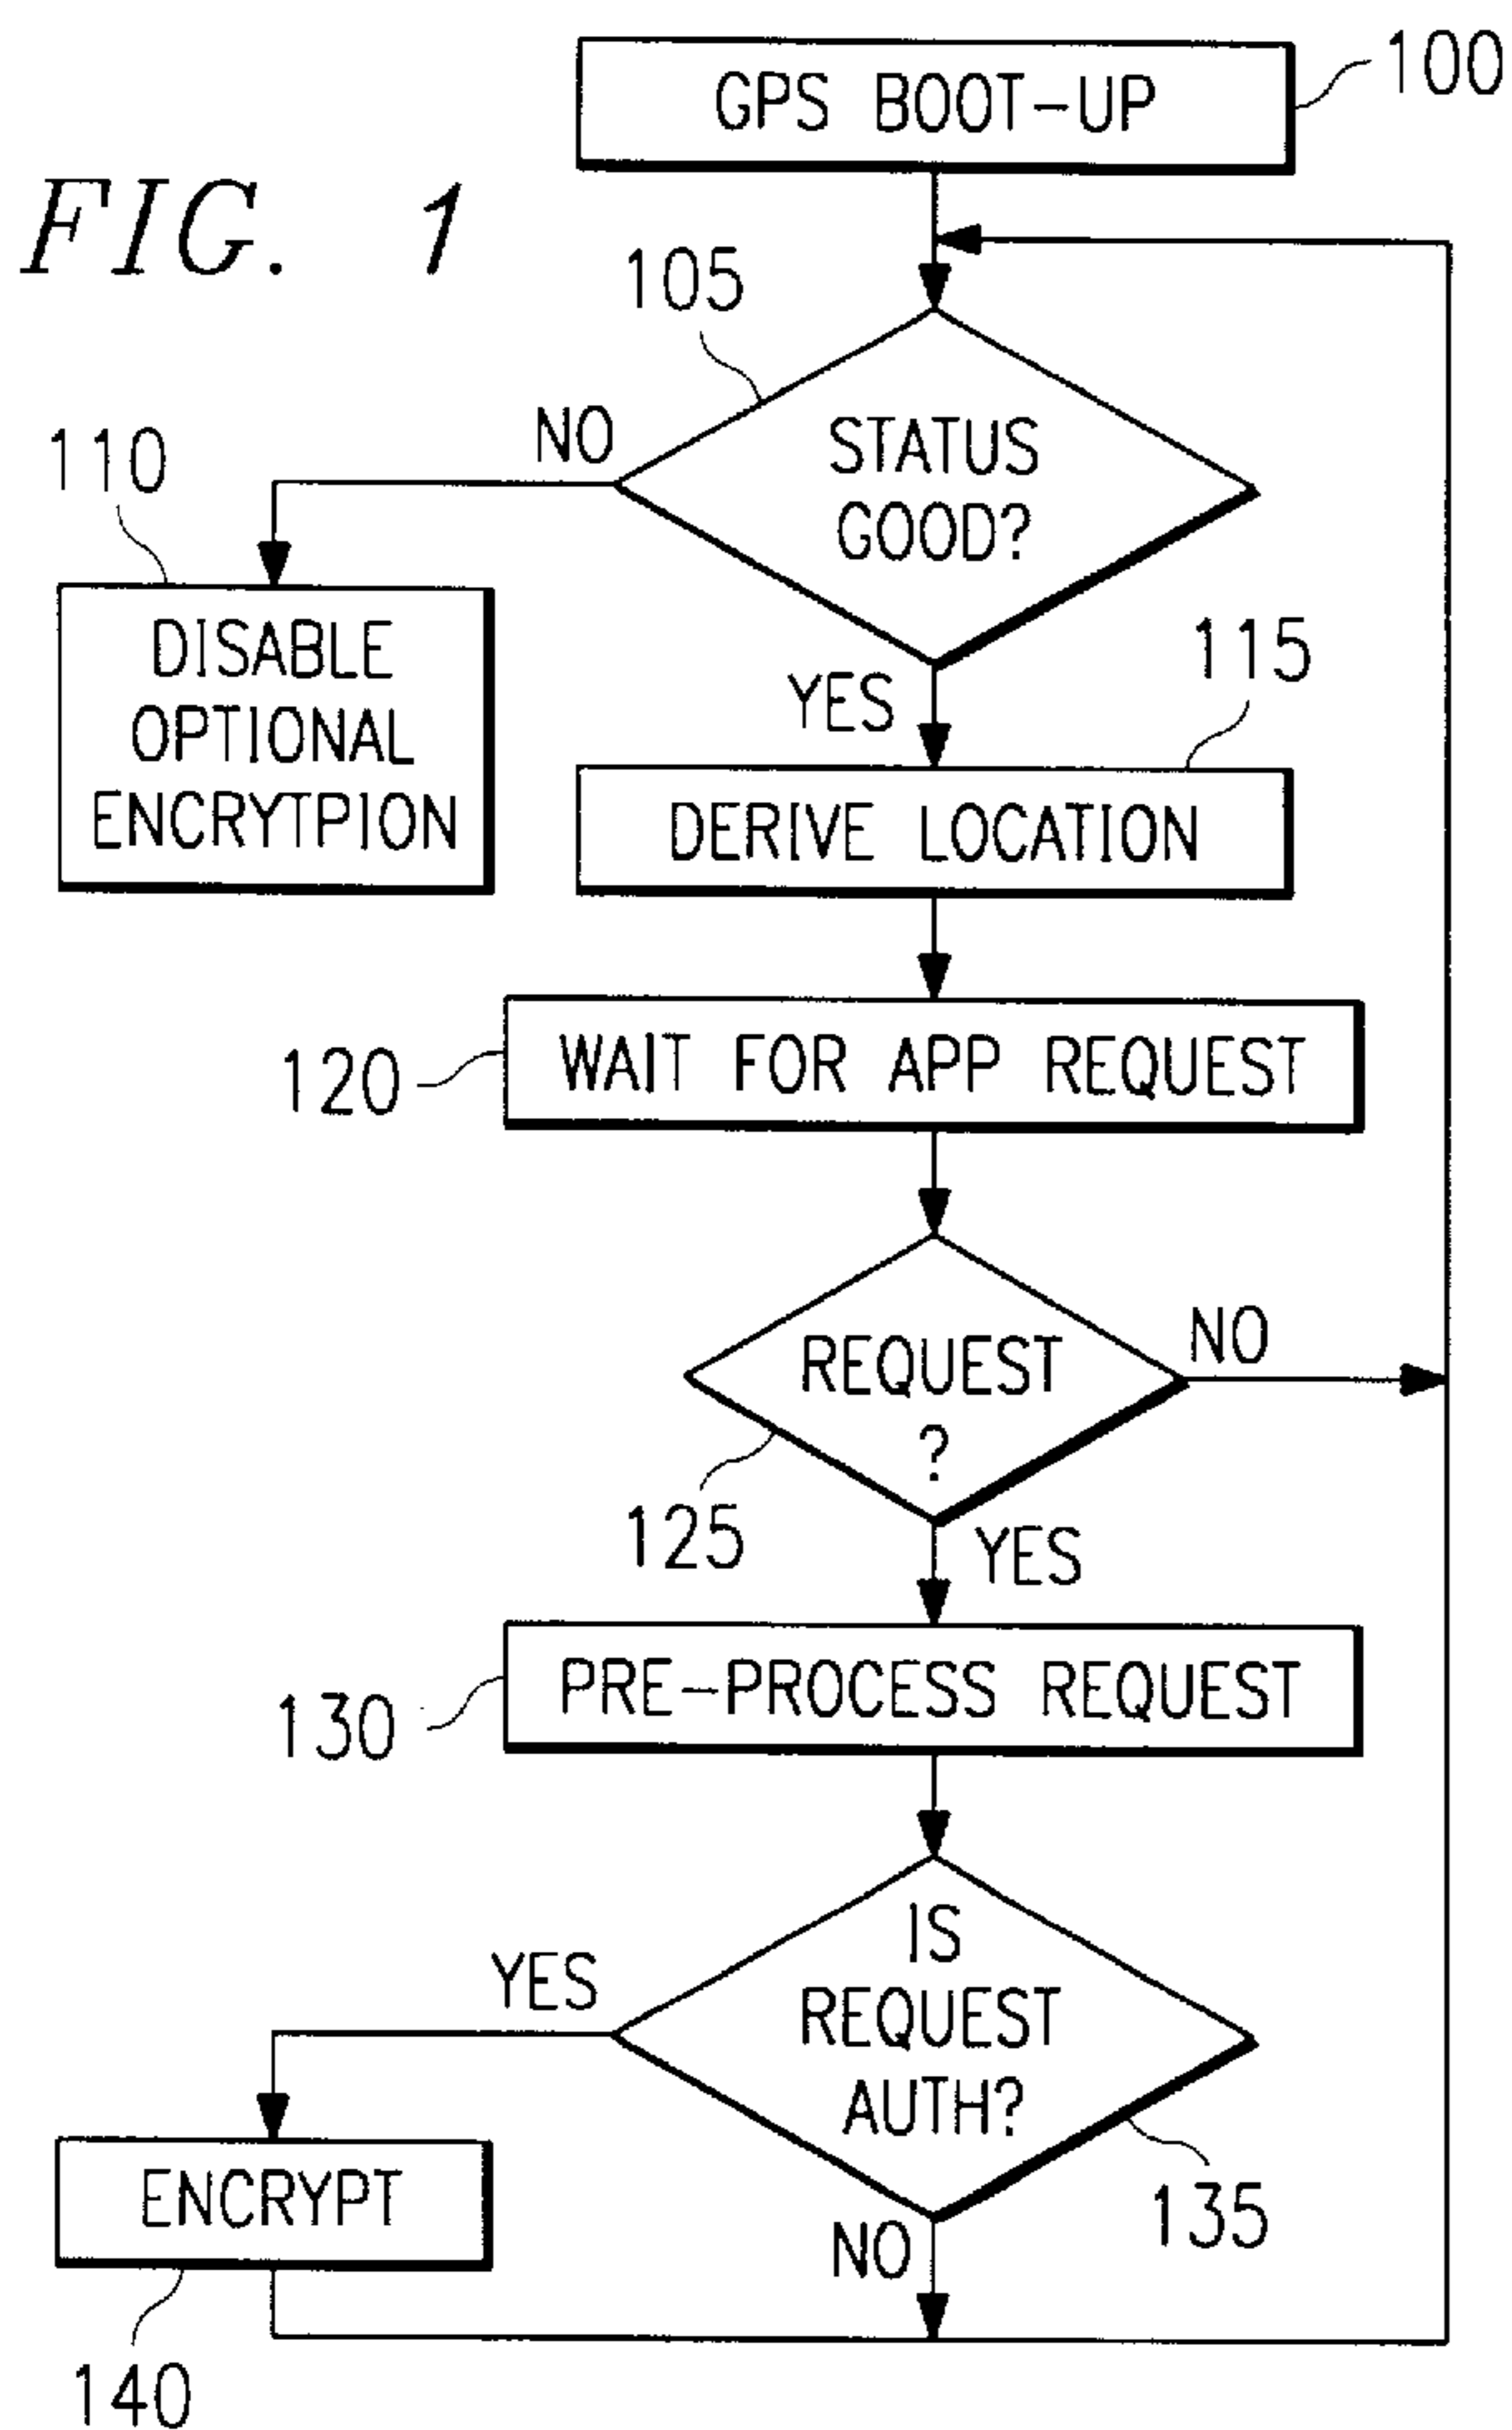 GPS BOOT-UP
100
FIG. 1
105
NO
STATUS
GOOD?
110
DISABLE
OPTIONAL
ENCRYTPION
YES
115
DERIVE LOCATION
120
WAIT FOR APP REQUEST
REQUEST
?
NO
125
YES
130
PRE-PROCESS REQUEST
IS
REQUEST
AUTH?
YES
135
ENCRYPT
NO
140